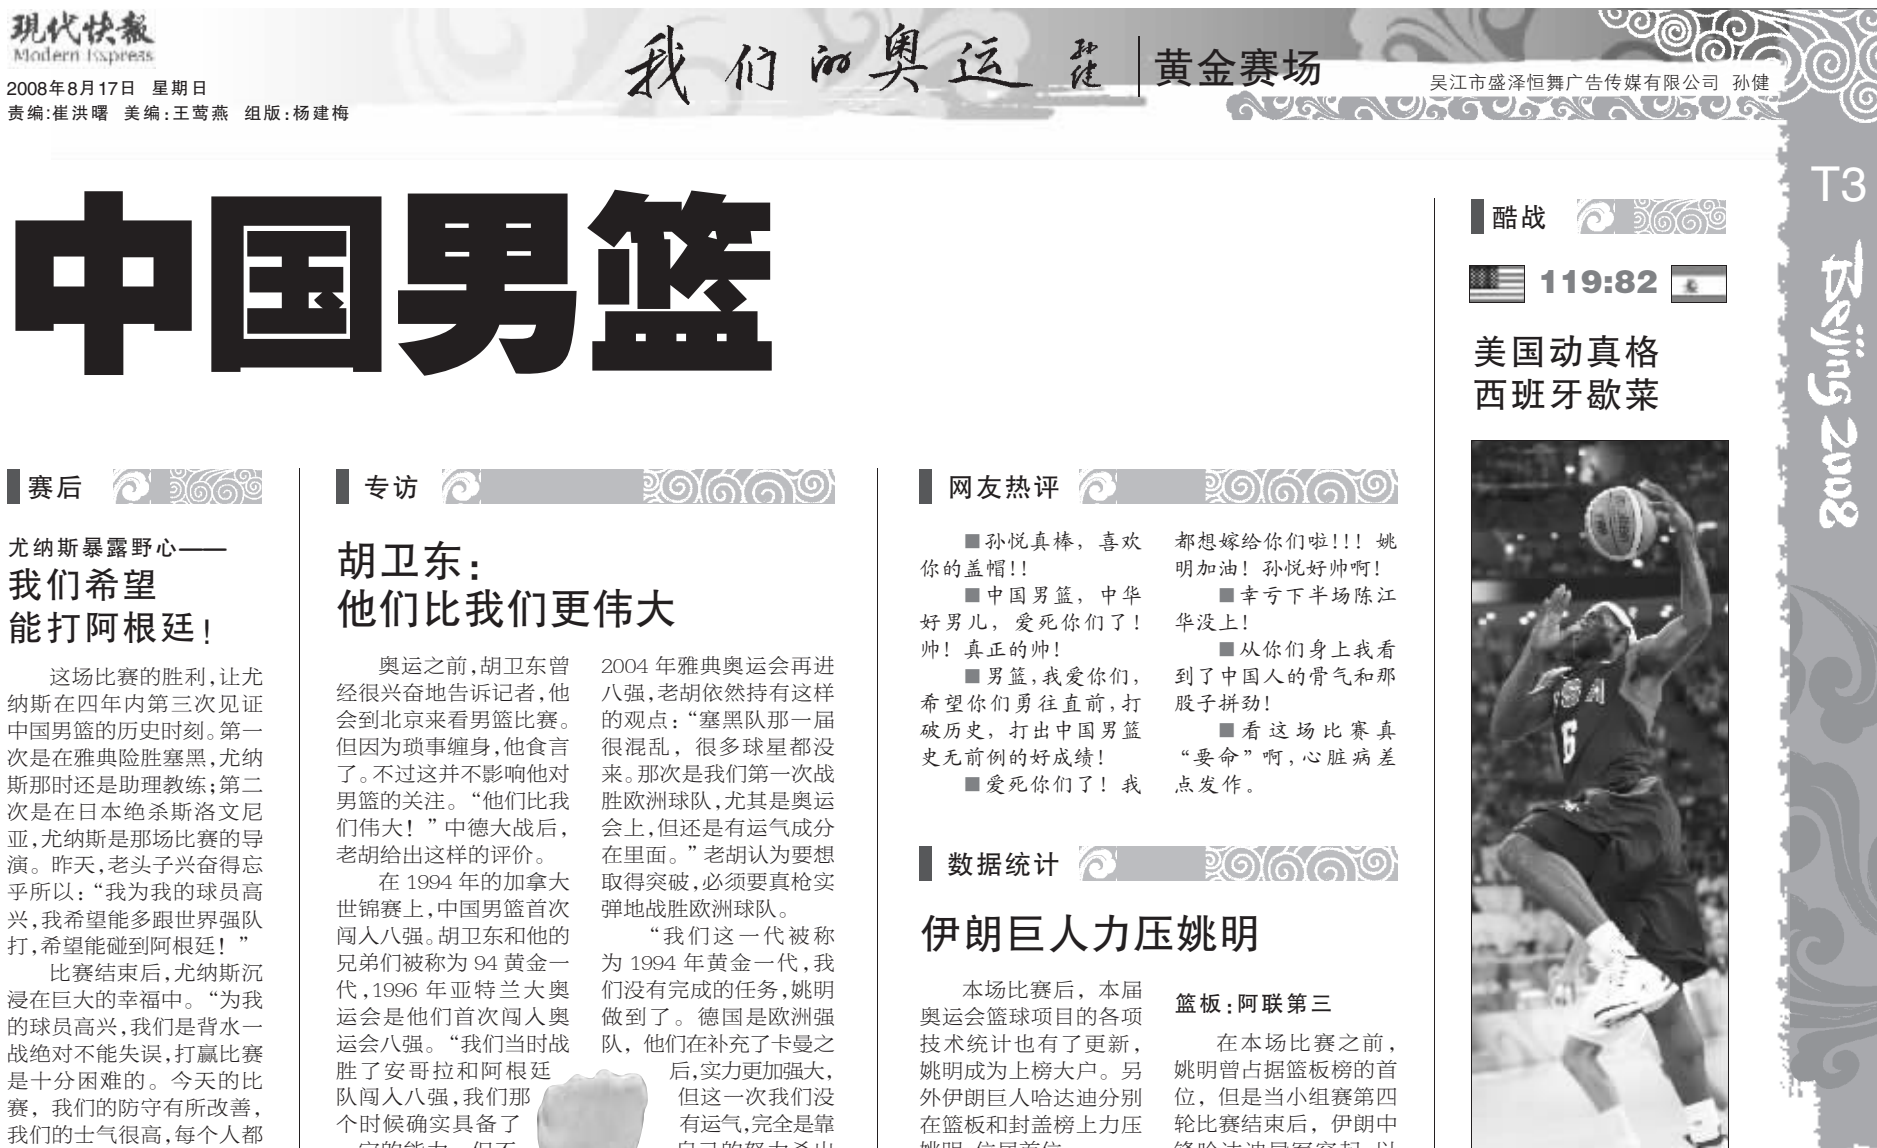 現代快報
Modern Express
2008年8月17日 星期日
责编:崔洪曙 美编:王莺燕 组版:杨建梅
我们的奥运 孙健
黄金赛场
吴江市盛泽恒舞广告传媒有限公司 孙健
T3
Beijing 2008
中国男篮
赛后
尤纳斯暴露野心——
我们希望
能打阿根廷!
这场比赛的胜利,让尤
纳斯在四年内第三次见证
中国男篮的历史时刻。第一
次是在雅典险胜塞黑,尤纳
斯那时还是助理教练;第二
次是在日本绝杀斯洛文尼
亚,尤纳斯是那场比赛的导
演。昨天,老头子兴奋得忘
乎所以:“我为我的球员高
兴,我希望能多跟世界强队
打,希望能碰到阿根廷!”
比赛结束后,尤纳斯沉
浸在巨大的幸福中。“为我
的球员高兴,我们是背水一
战绝对不能失误,打赢比赛
是十分困难的。今天的比
赛,我们的防守有所改善,
我们的士气很高,每个人都
专访
胡卫东:
他们比我们更伟大
奥运之前,胡卫东曾
经很兴奋地告诉记者,他
会到北京来看男篮比赛。
但因为琐事缠身,他食言
了。不过这并不影响他对
男篮的关注。“他们比我
们伟大!”中德大战后,
老胡给出这样的评价。
在 1994 年的加拿大
世锦赛上,中国男篮首次
闯入八强。胡卫东和他的
兄弟们被称为 94 黄金一
代,1996 年亚特兰大奥
运会是他们首次闯入奥
运会八强。“我们当时战
胜了安哥拉和阿根廷
队闯入八强,我们那
个时候确实具备了
2004 年雅典奥运会再进
八强,老胡依然持有这样
的观点:“塞黑队那一届
很混乱,很多球星都没
来。那次是我们第一次战
胜欧洲球队,尤其是奥运
会上,但还是有运气成分
在里面。”老胡认为要想
取得突破,必须要真枪实
弹地战胜欧洲球队。
“我们这一代被称
为 1994 年黄金一代,我
们没有完成的任务,姚明
做到了。德国是欧洲强
队,他们在补充了卡曼之
后,实力更加强大,
但这一次我们没
有运气,完全是靠
网友热评
■孙悦真棒,喜欢
你的盖帽!!
■中国男篮,中华
好男儿,爱死你们了!
帅!真正的帅!
■男篮,我爱你们,
希望你们勇往直前,打
破历史,打出中国男篮
史无前例的好成绩!
■爱死你们了!我
都想嫁给你们啦!!!姚
明加油!孙悦好帅啊!
■幸亏下半场陈江
华没上!
■从你们身上我看
到了中国人的骨气和那
股子拼劲!
■看这场比赛真
“要命”啊,心脏病差
点发作。
数据统计
伊朗巨人力压姚明
本场比赛后,本届
奥运会篮球项目的各项
技术统计也有了更新,
姚明成为上榜大户。另
外伊朗巨人哈达迪分别
在篮板和封盖榜上力压
篮板:阿联第三
在本场比赛之前,
姚明曾占据篮板榜的首
位,但是当小组赛第四
轮比赛结束后,伊朗中
酷战
119:82
美国动真格
西班牙歇菜
6